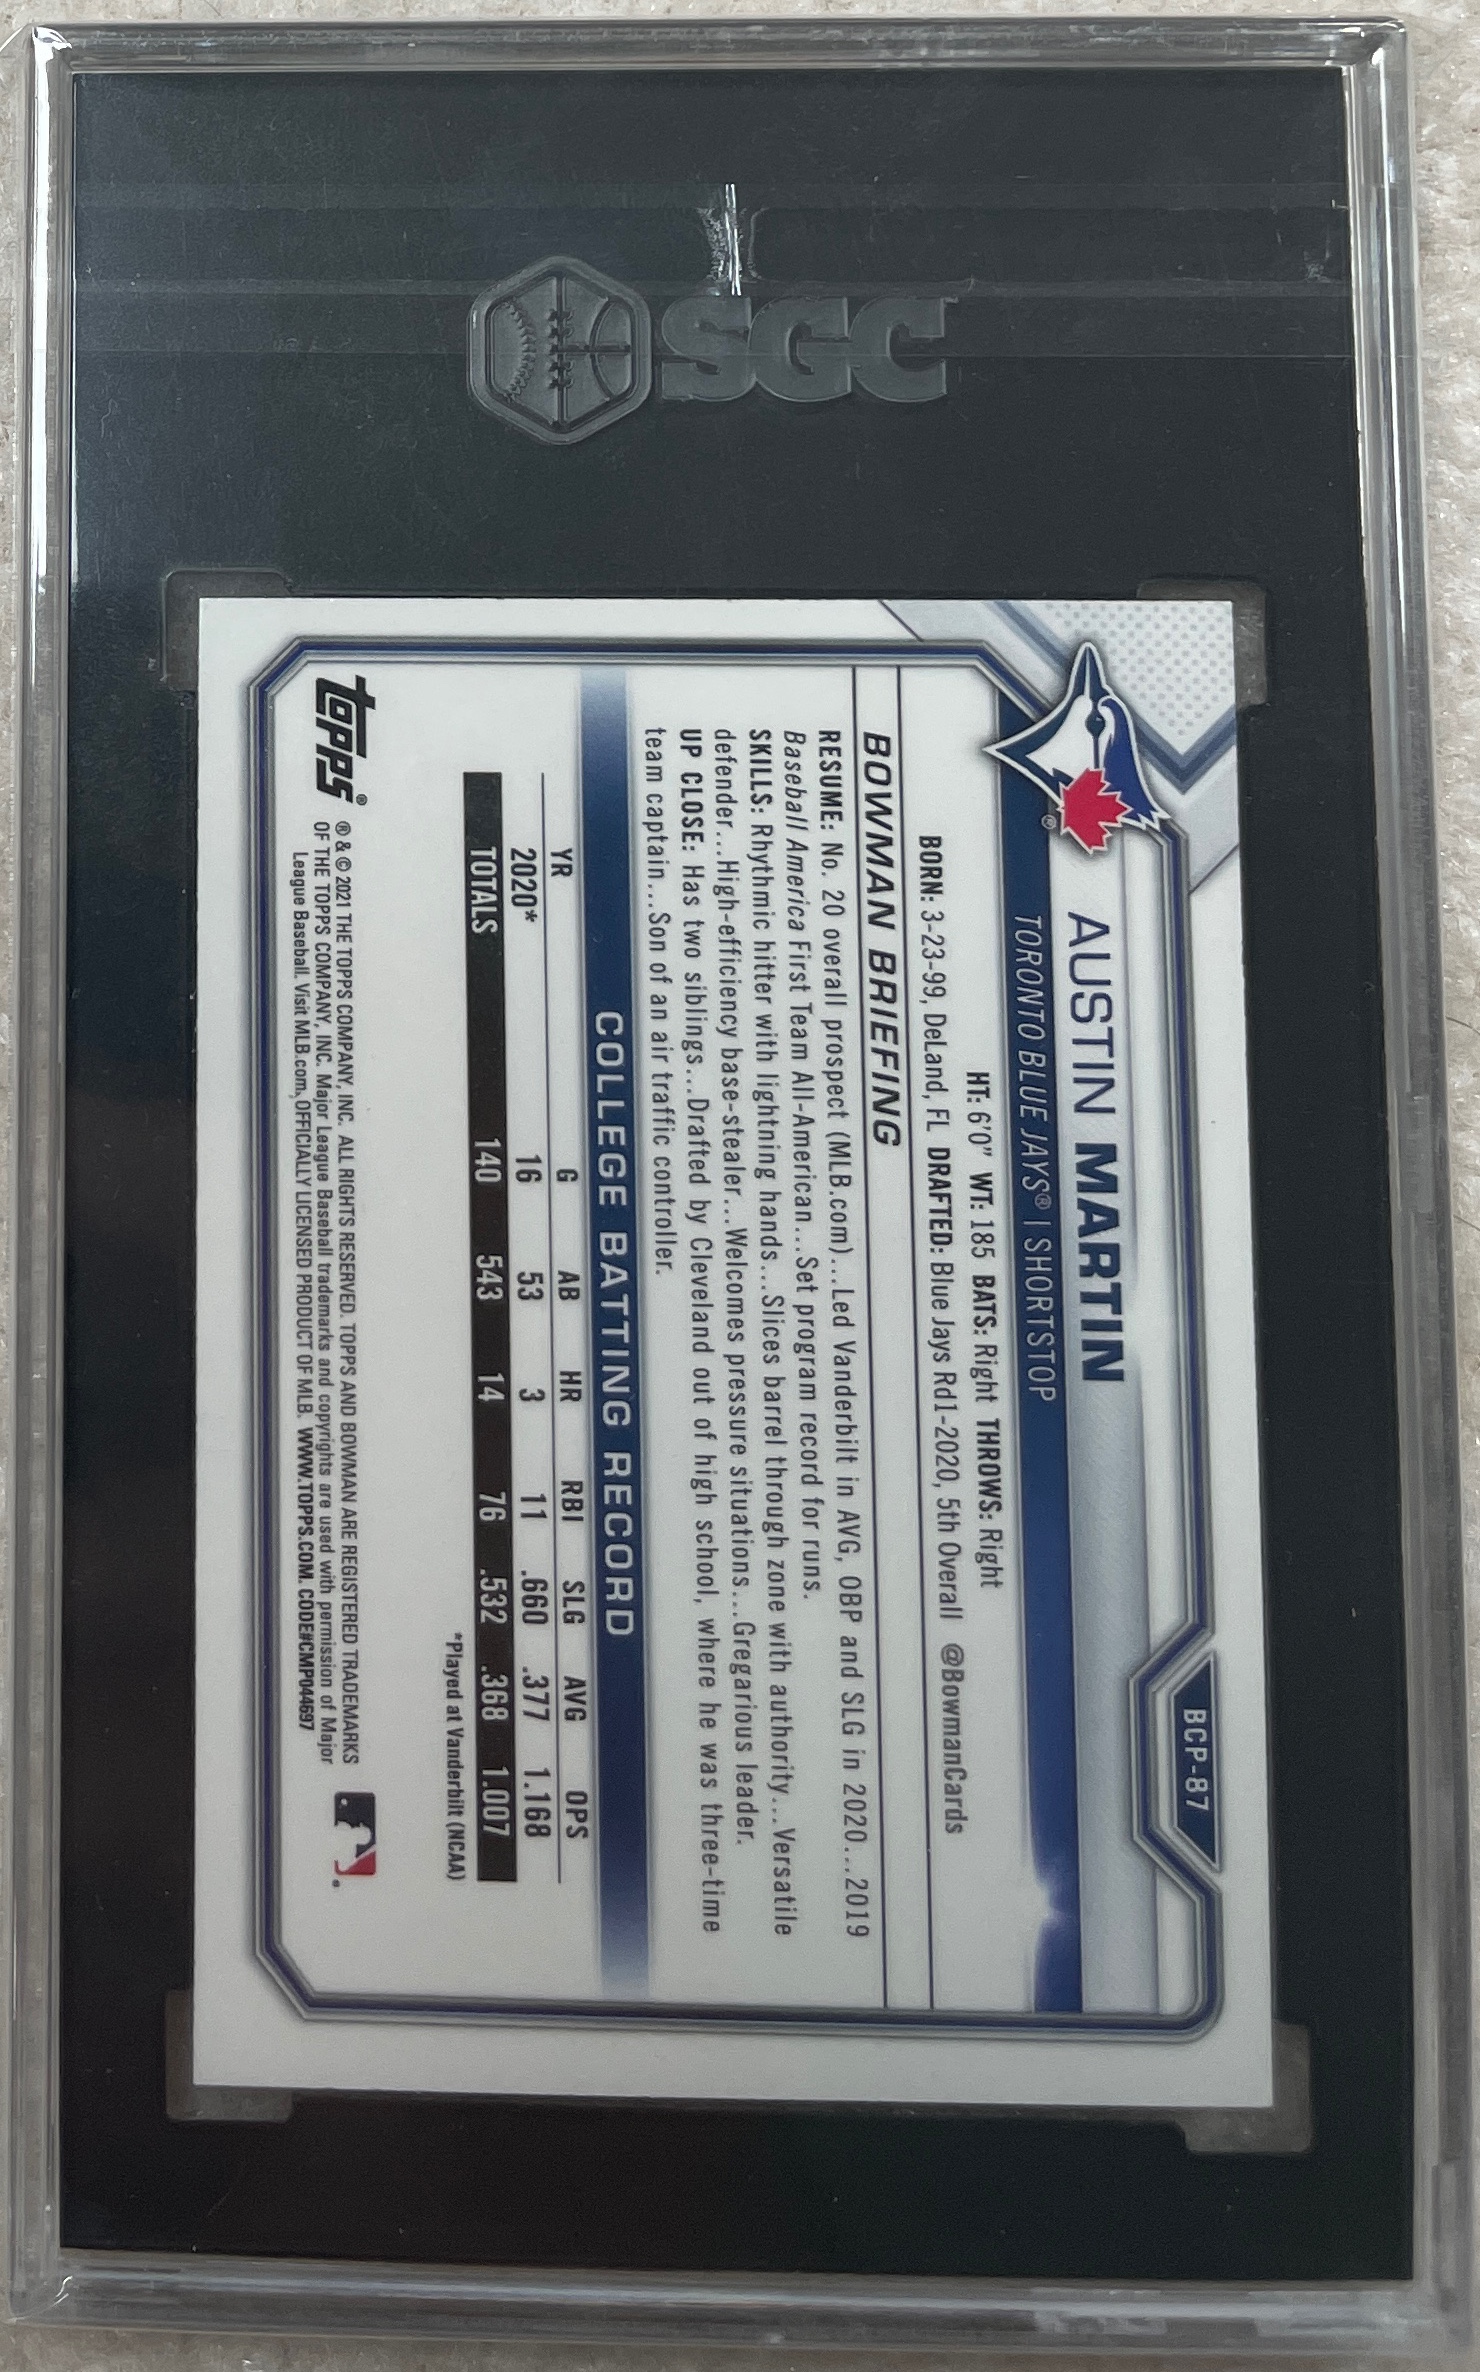 SGC
BCP-87
AUSTIN MARTIN
TORONTO BLUE JAYS® | SHORTSTOP
®
HT: 6'0" WT: 185 BATS: Right THROWS: Right
BORN: 3-23-99, DeLand, FL DRAFTED: Blue Jays Rd1-2020, 5th Overall @BowmanCards
BOWMAN BRIEFING
RESUME: No. 20 overall prospect (MLB.com)...Led Vanderbilt in AVG, OBP and SLG in 2020...2019
Baseball America First Team All-American...Set program record for runs.
SKILLS: Rhythmic hitter with lightning hands...Slices barrel through zone with authority...Versatile
defender...High-efficiency base-stealer...Welcomes pressure situations...Gregarious leader.
UP CLOSE: Has two siblings...Drafted by Cleveland out of high school, where he was three-time
team captain...Son of an air traffic controller.
COLLEGE BATTING RECORD
YR G AB HR RBI SLG AVG OPS
2020* 16 53 3 11 .660 .377 1.168
TOTALS 140 543 14 76 .532 .368 1.007
*Played at Vanderbilt (NCAA)
topps®
® & © 2021 THE TOPPS COMPANY, INC. ALL RIGHTS RESERVED. TOPPS AND BOWMAN ARE REGISTERED TRADEMARKS
OF THE TOPPS COMPANY, INC. Major League Baseball trademarks and copyrights are used with permission of Major
League Baseball. Visit MLB.com. OFFICIALLY LICENSED PRODUCT OF MLB. WWW.TOPPS.COM. CODE#CMP044697